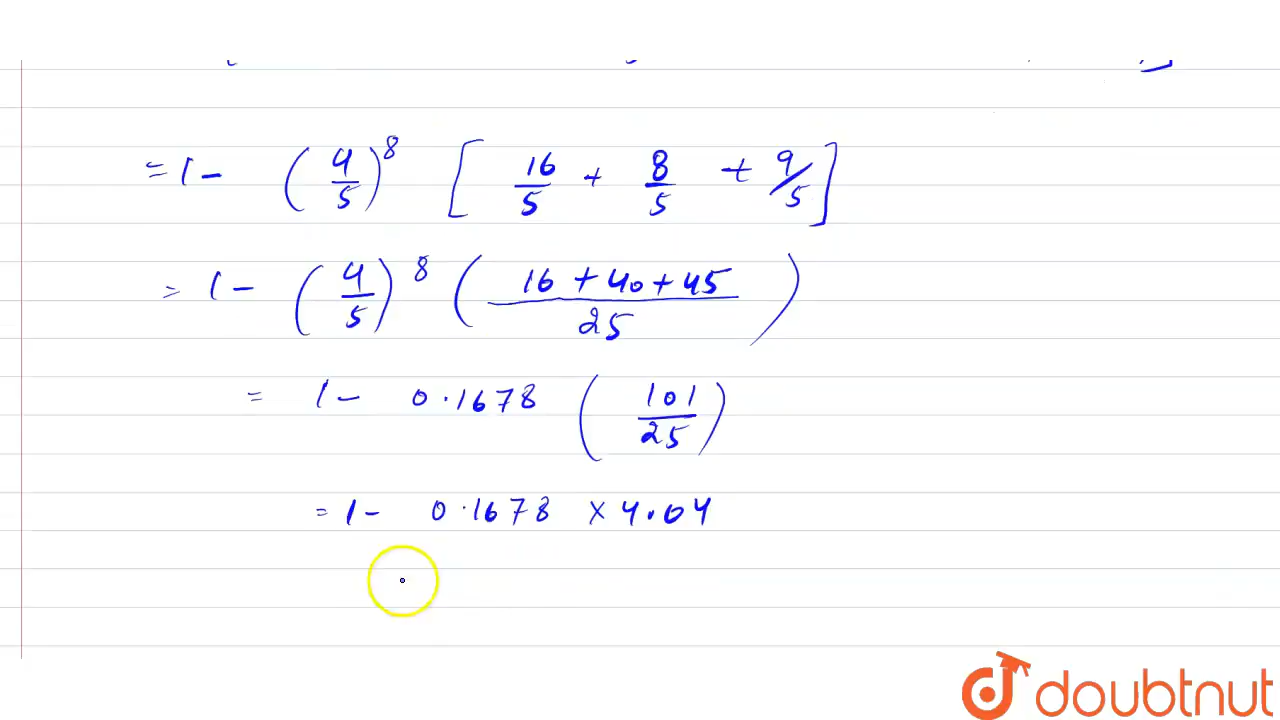 = 1 - (4/5)^8 [ 16/5 + 8/5 + 9/5 ]
= 1 - (4/5)^8 ( 16 + 40 + 45 / 25 )
= 1 - 0.1678 ( 101/25 )
= 1 - 0.1678 × 4.04
doubtnut